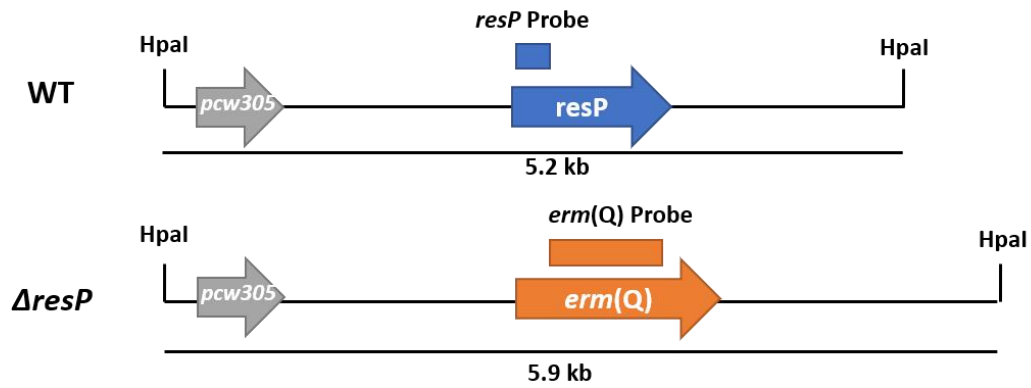 resP Probe
HpaI
HpaI
WT
pcw305
resP
5.2 kb
erm(Q) Probe
HpaI
HpaI
ΔresP
pcw305
erm(Q)
5.9 kb